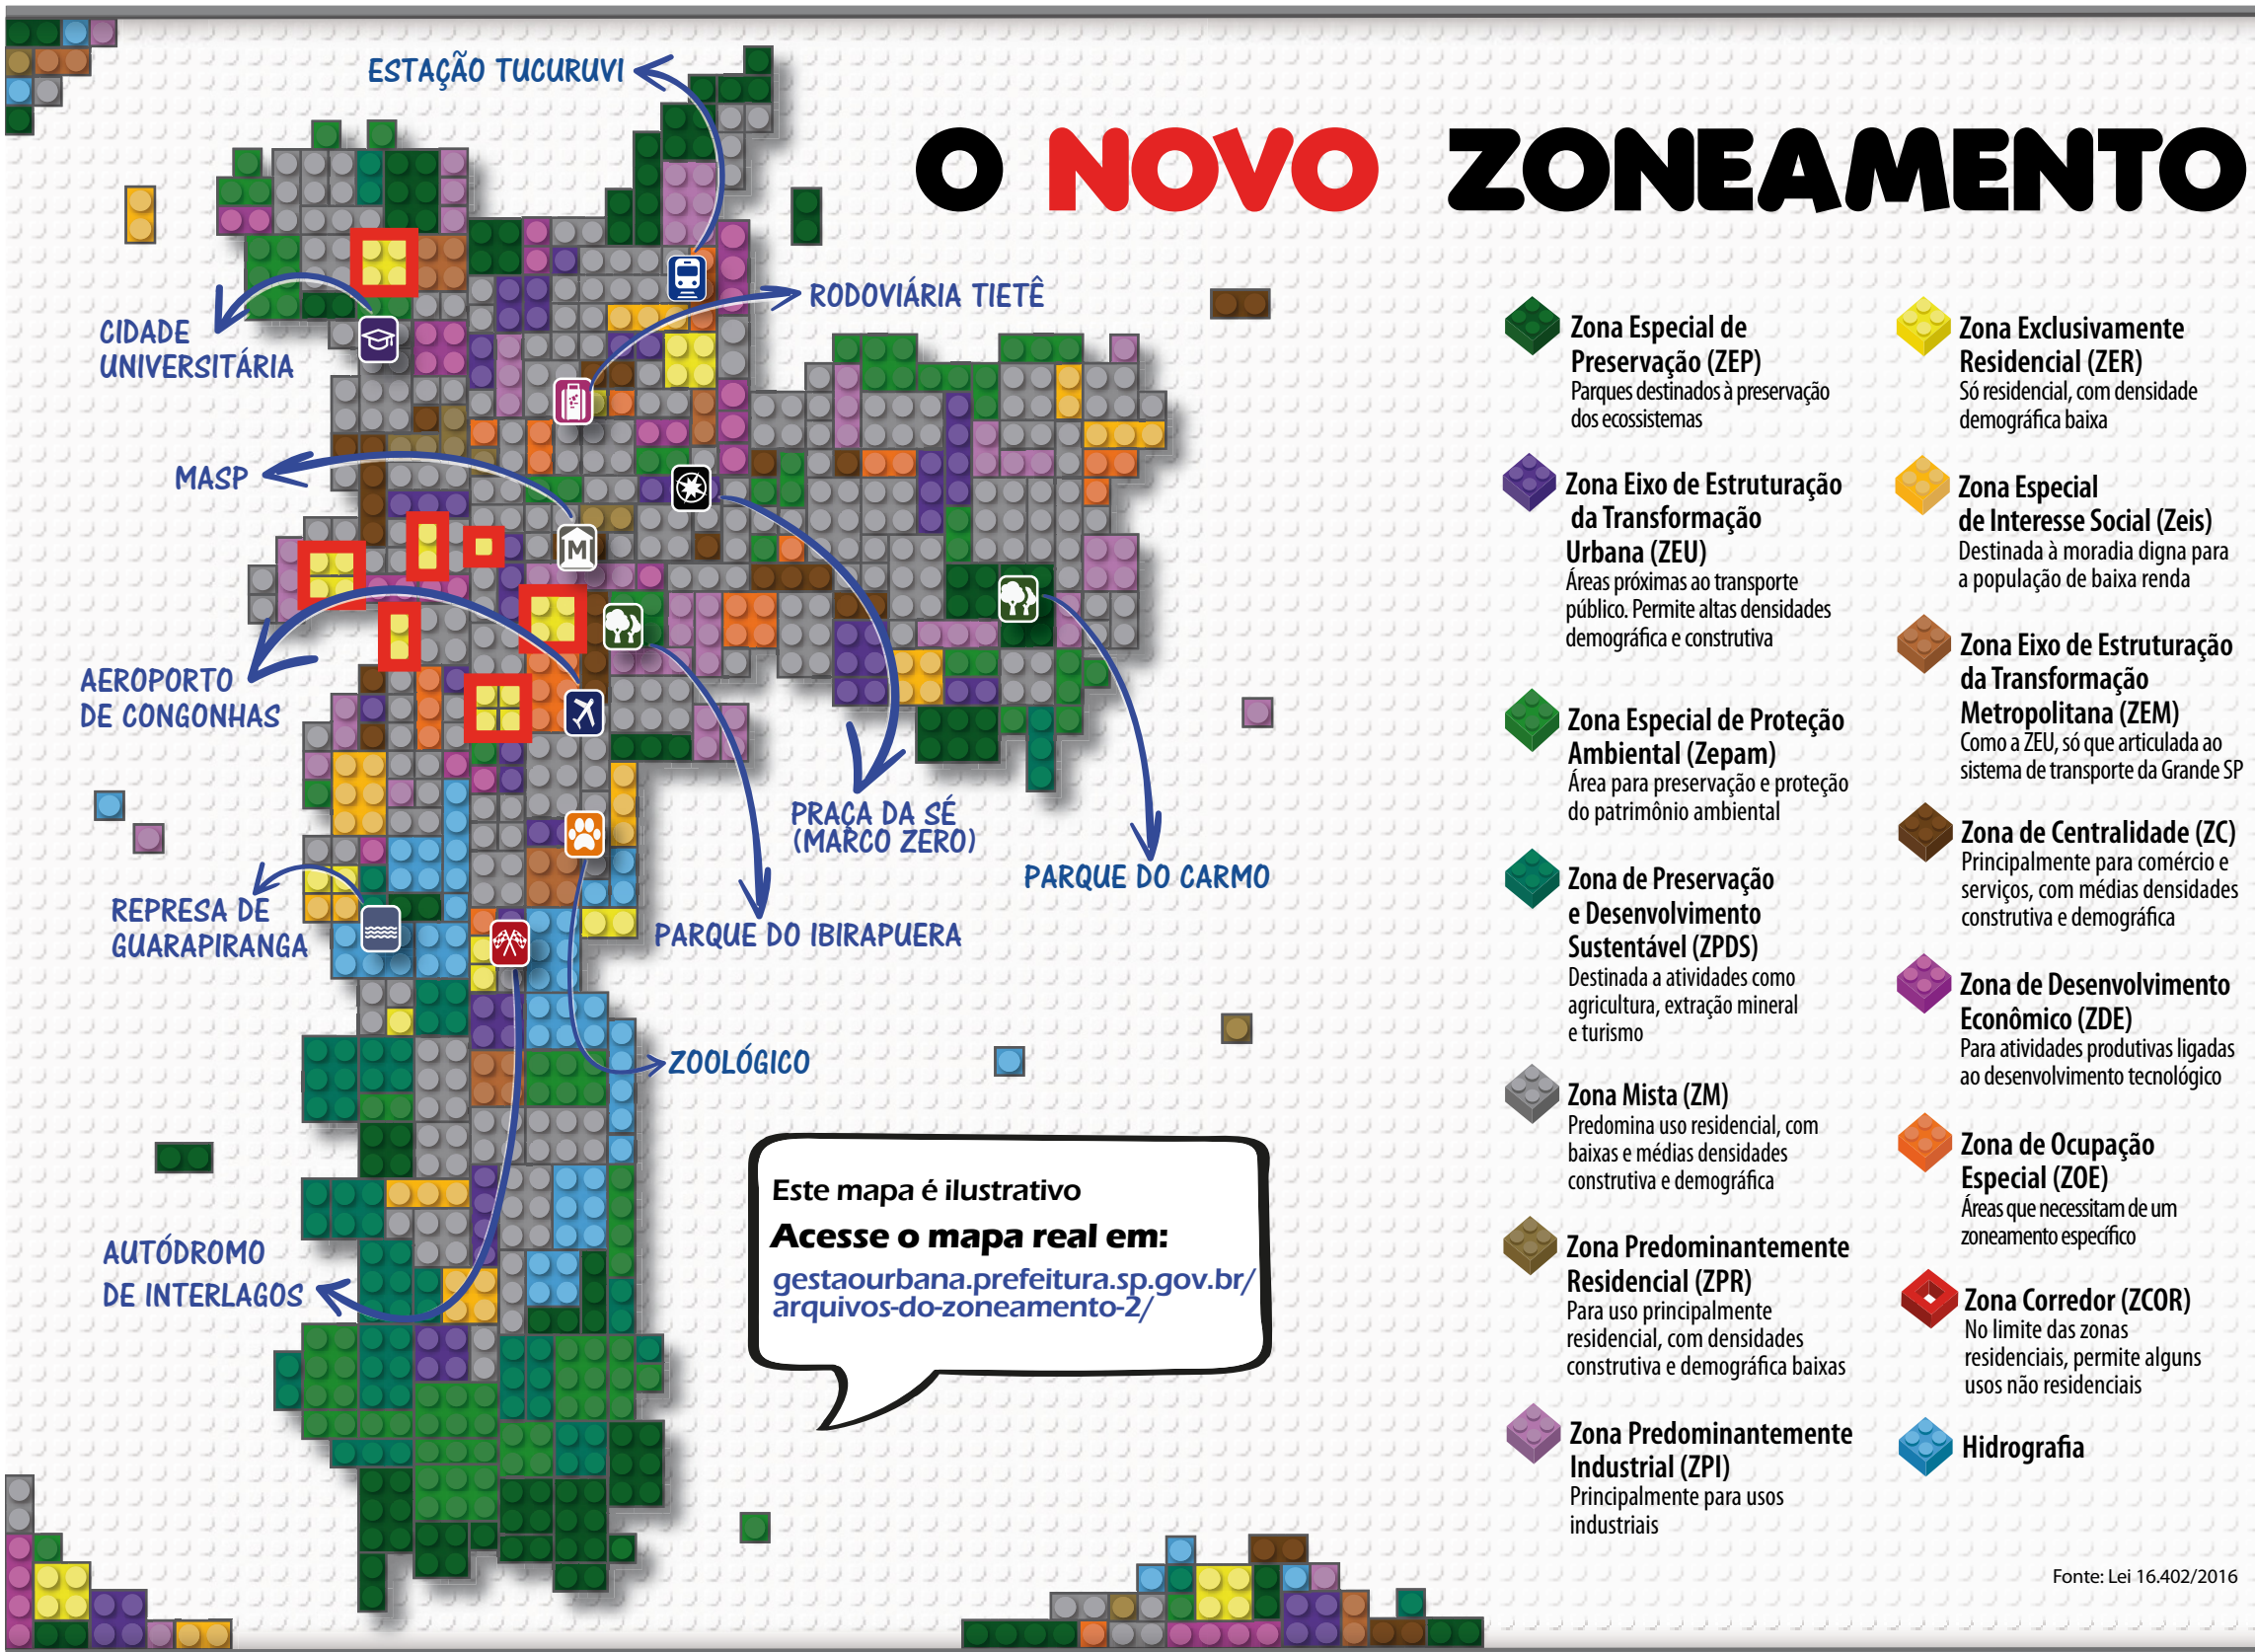 O NOVO ZONEAMENTO
ESTAÇÃO TUCURUVI
RODOVIÁRIA TIETÊ
CIDADE
UNIVERSITÁRIA
MASP
M
AEROPORTO
DE CONGONHAS
PRAÇA DA SÉ
(MARCO ZERO)
PARQUE DO CARMO
REPRESA DE
GUARAPIRANGA
PARQUE DO IBIRAPUERA
ZOOLÓGICO
AUTÓDROMO
DE INTERLAGOS
Este mapa é ilustrativo
Acesse o mapa real em:
gestaourbana.prefeitura.sp.gov.br/
arquivos-do-zoneamento-2/
Zona Especial de
Preservação (ZEP)
Parques destinados à preservação
dos ecossistemas
Zona Eixo de Estruturação
da Transformação
Urbana (ZEU)
Áreas próximas ao transporte
público. Permite altas densidades
demográfica e construtiva
Zona Especial de Proteção
Ambiental (Zepam)
Área para preservação e proteção
do patrimônio ambiental
Zona de Preservação
e Desenvolvimento
Sustentável (ZPDS)
Destinada a atividades como
agricultura, extração mineral
e turismo
Zona Mista (ZM)
Predomina uso residencial, com
baixas e médias densidades
construtiva e demográfica
Zona Predominantemente
Residencial (ZPR)
Para uso principalmente
residencial, com densidades
construtiva e demográfica baixas
Zona Predominantemente
Industrial (ZPI)
Principalmente para usos
industriais
Zona Exclusivamente
Residencial (ZER)
Só residencial, com densidade
demográfica baixa
Zona Especial
de Interesse Social (Zeis)
Destinada à moradia digna para
a população de baixa renda
Zona Eixo de Estruturação
da Transformação
Metropolitana (ZEM)
Como a ZEU, só que articulada ao
sistema de transporte da Grande SP
Zona de Centralidade (ZC)
Principalmente para comércio e
serviços, com médias densidades
construtiva e demográfica
Zona de Desenvolvimento
Econômico (ZDE)
Para atividades produtivas ligadas
ao desenvolvimento tecnológico
Zona de Ocupação
Especial (ZOE)
Áreas que necessitam de um
zoneamento específico
Zona Corredor (ZCOR)
No limite das zonas
residenciais, permite alguns
usos não residenciais
Hidrografia
Fonte: Lei 16.402/2016